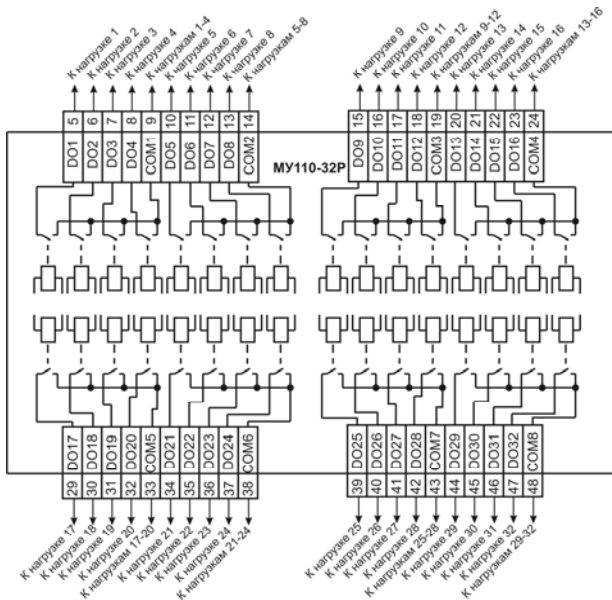 К нагрузке 1
К нагрузке 2
К нагрузке 3
К нагрузке 4
К нагрузкам 1-4
К нагрузке 5
К нагрузке 6
К нагрузке 7
К нагрузке 8
К нагрузкам 5-8
К нагрузке 9
К нагрузке 10
К нагрузке 11
К нагрузке 12
К нагрузкам 9-12
К нагрузке 13
К нагрузке 14
К нагрузке 15
К нагрузке 16
К нагрузкам 13-16
5 6 7 8 9 10 11 12 13 14
15 16 17 18 19 20 21 22 23 24
DO1 DO2 DO3 DO4 COM1 DO5 DO6 DO7 DO8 COM2
DO9 DO10 DO11 DO12 COM3 DO13 DO14 DO15 DO16 COM4
МУ110-32Р
DO17 DO18 DO19 DO20 COM5 DO21 DO22 DO23 DO24 COM6
DO25 DO26 DO27 DO28 COM7 DO29 DO30 DO31 DO32 COM8
29 30 31 32 33 34 35 36 37 38
39 40 41 42 43 44 45 46 47 48
К нагрузке 17
К нагрузке 18
К нагрузке 19
К нагрузке 20
К нагрузкам 17-20
К нагрузке 21
К нагрузке 22
К нагрузке 23
К нагрузке 24
К нагрузкам 21-24
К нагрузке 25
К нагрузке 26
К нагрузке 27
К нагрузке 28
К нагрузкам 25-28
К нагрузке 29
К нагрузке 30
К нагрузке 31
К нагрузке 32
К нагрузкам 29-32